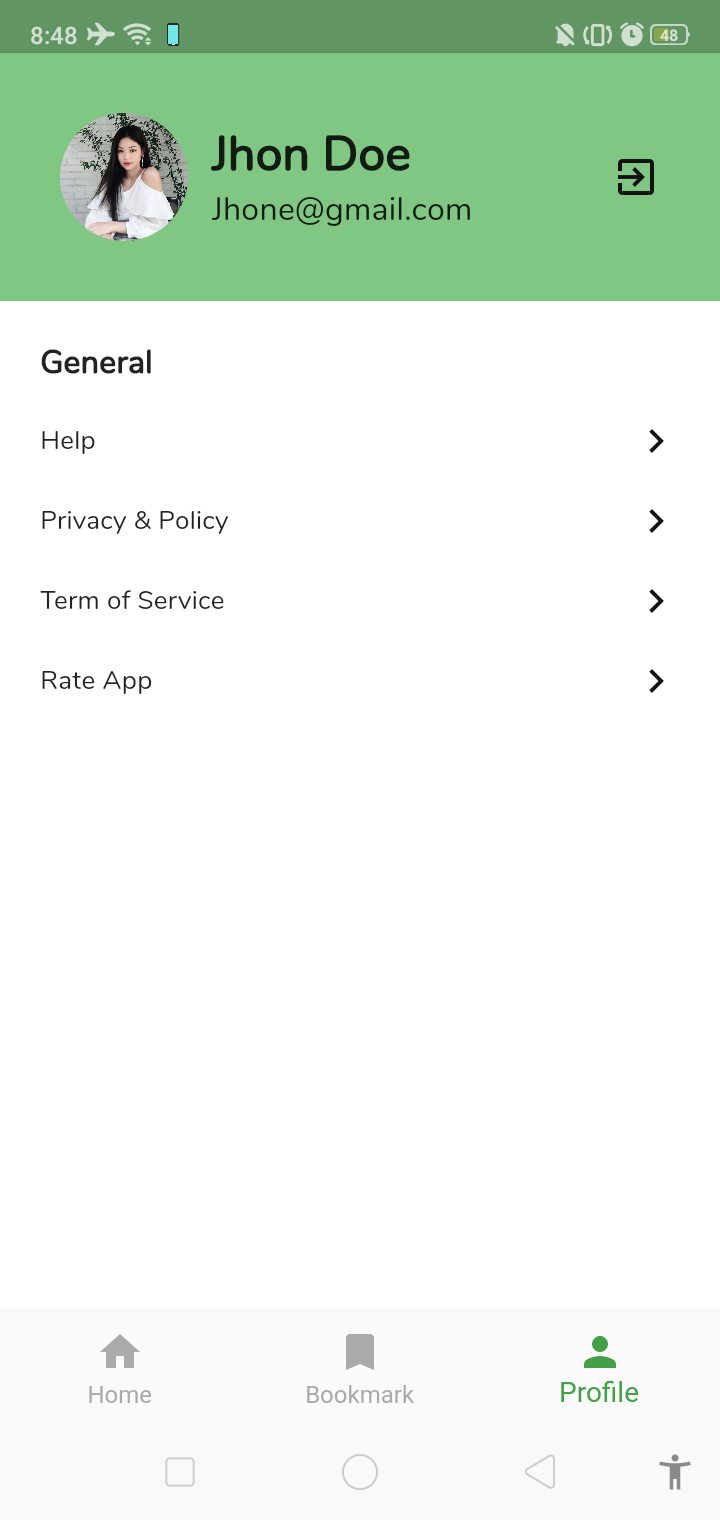 8:48
48
Jhon Doe
Jhone@gmail.com
General
Help
Privacy & Policy
Term of Service
Rate App
Home
Bookmark
Profile